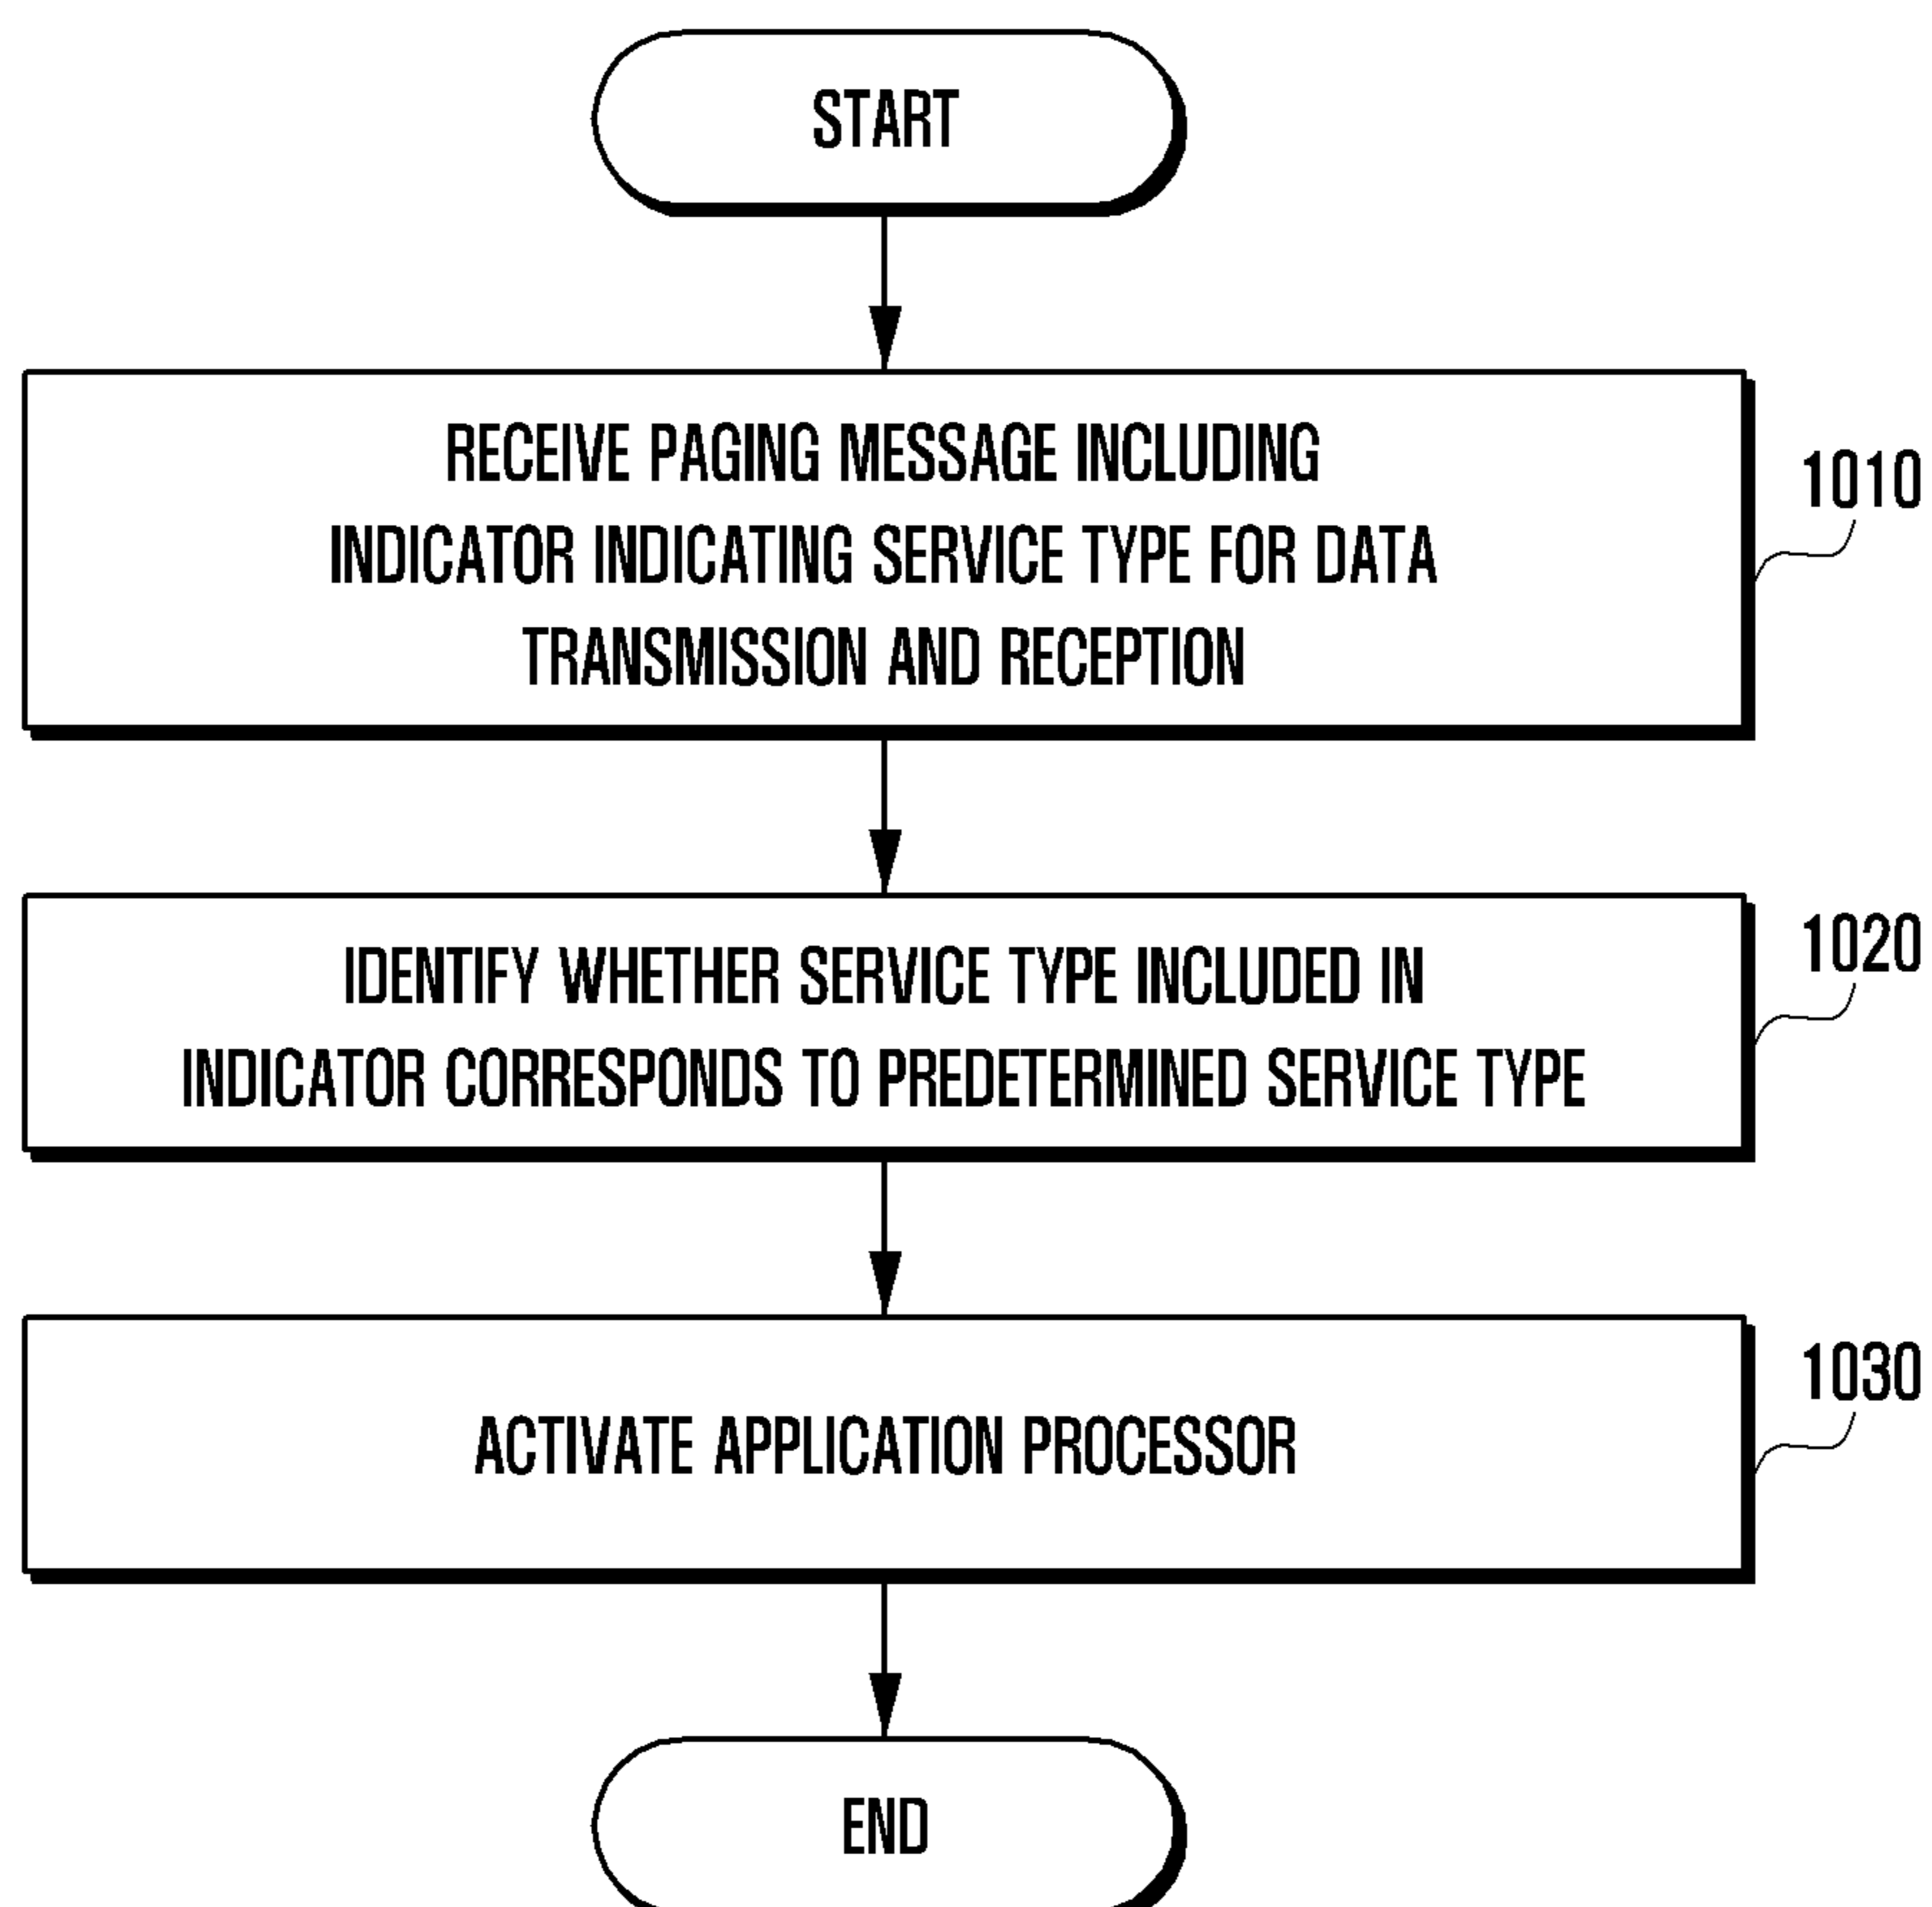 START
RECEIVE PAGING MESSAGE INCLUDING
INDICATOR INDICATING SERVICE TYPE FOR DATA
TRANSMISSION AND RECEPTION
1010
IDENTIFY WHETHER SERVICE TYPE INCLUDED IN
INDICATOR CORRESPONDS TO PREDETERMINED SERVICE TYPE
1020
ACTIVATE APPLICATION PROCESSOR
1030
END